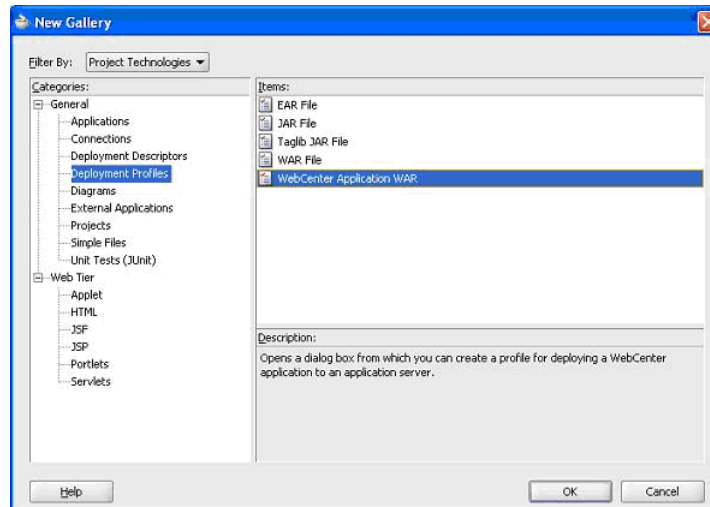 New Gallery
Filter By: Project Technologies
Categories:
General
Applications
Connections
Deployment Descriptors
Deployment Profiles
Diagrams
External Applications
Projects
Simple Files
Unit Tests (JUnit)
Web Tier
Applet
HTML
JSF
JSP
Portlets
Servlets
Items:
EAR File
JAR File
Taglib JAR File
WAR File
WebCenter Application WAR
Description:
Opens a dialog box from which you can create a profile for deploying a WebCenter
application to an application server.
Help OK Cancel